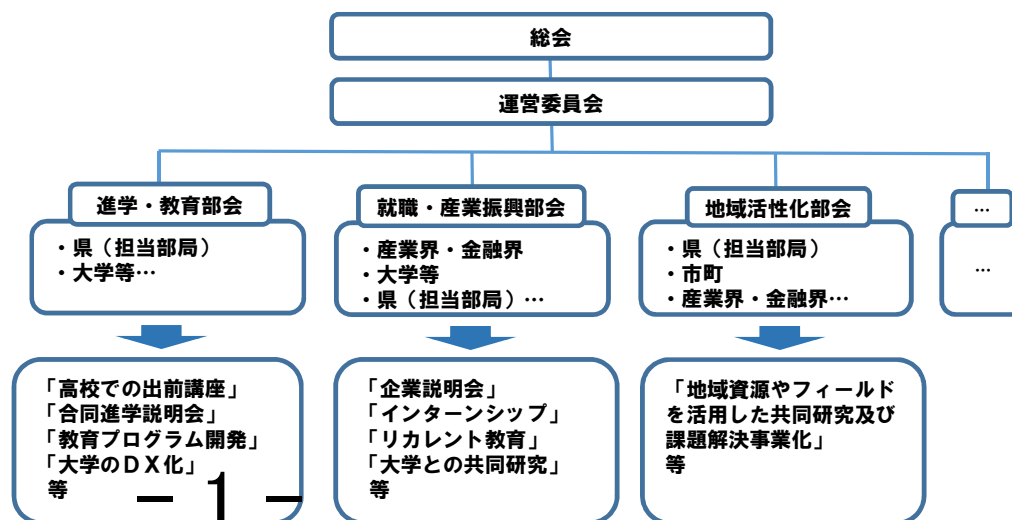 総会
運営委員会
進学・教育部会
・県（担当部局）
・大学等…
就職・産業振興部会
・産業界・金融界
・大学等
・県（担当部局）…
地域活性化部会
・県（担当部局）
・市町
・産業界・金融界…
…
…
「高校での出前講座」
「合同進学説明会」
「教育プログラム開発」
「大学のＤＸ化」
等
「企業説明会」
「インターンシップ」
「リカレント教育」
「大学との共同研究」
等
「地域資源やフィールド
を活用した共同研究及び
課題解決事業化」
等
－ 1 －